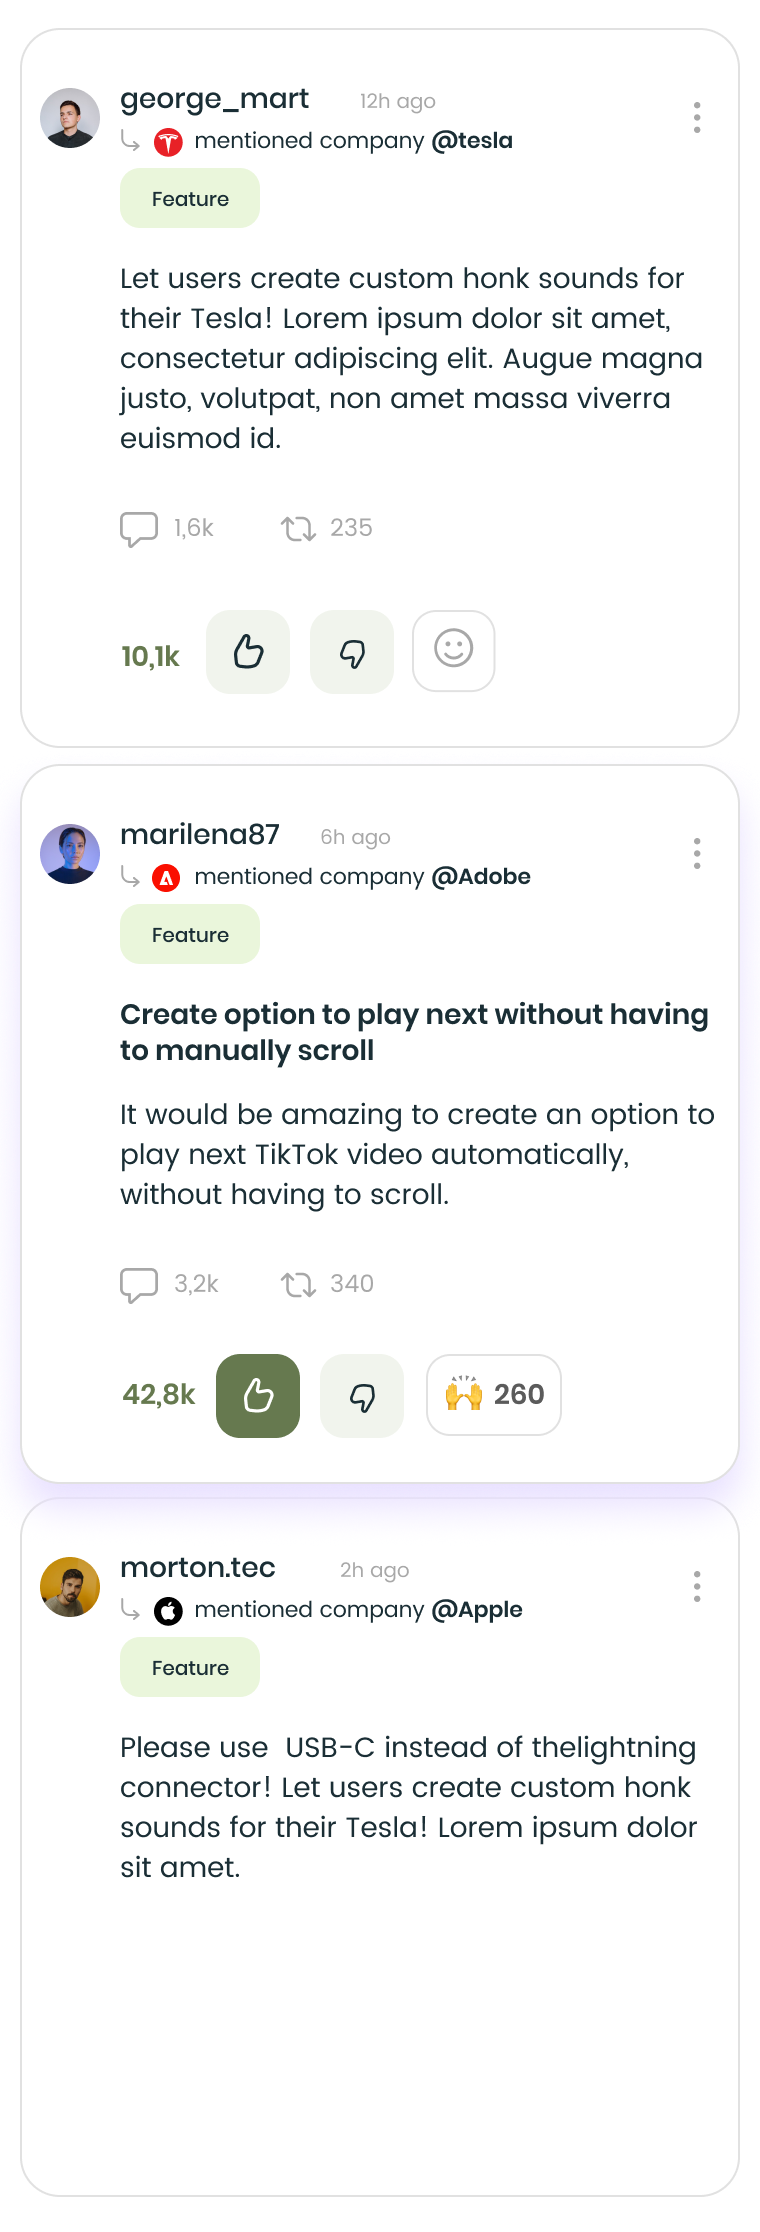 george_mart 12h ago
mentioned company @tesla
Feature
Let users create custom honk sounds for
their Tesla! Lorem ipsum dolor sit amet,
consectetur adipiscing elit. Augue magna
justo, volutpat, non amet massa viverra
euismod id.
1,6k 235
10,1k
marilena87 6h ago
mentioned company @Adobe
Feature
Create option to play next without having
to manually scroll
It would be amazing to create an option to
play next TikTok video automatically,
without having to scroll.
3,2k 340
42,8k 🙌 260
morton.tec 2h ago
mentioned company @Apple
Feature
Please use  USB-C instead of thelightning
connector! Let users create custom honk
sounds for their Tesla! Lorem ipsum dolor
sit amet.